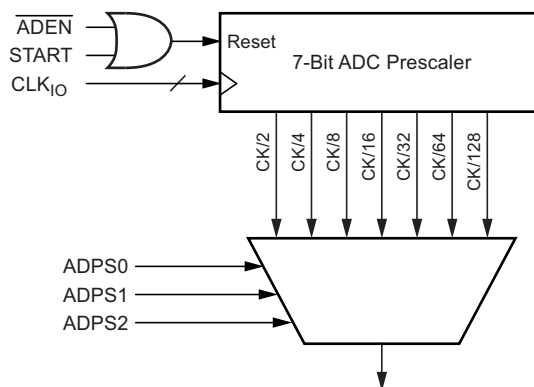 ADEN
START
CLKIO
Reset
7-Bit ADC Prescaler
CK/2
CK/4
CK/8
CK/16
CK/32
CK/64
CK/128
ADPS0
ADPS1
ADPS2